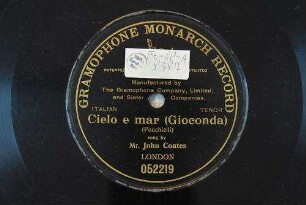 GRAMOPHONE MONARCH RECORD
Manufactured by
The Gramophone Company, Limited.
and Sister Companies.
ITALIAN TENOR
Cielo e mar (Gioconda)
(Ponchielli)
sung by
Mr. John Coates
LONDON
052219